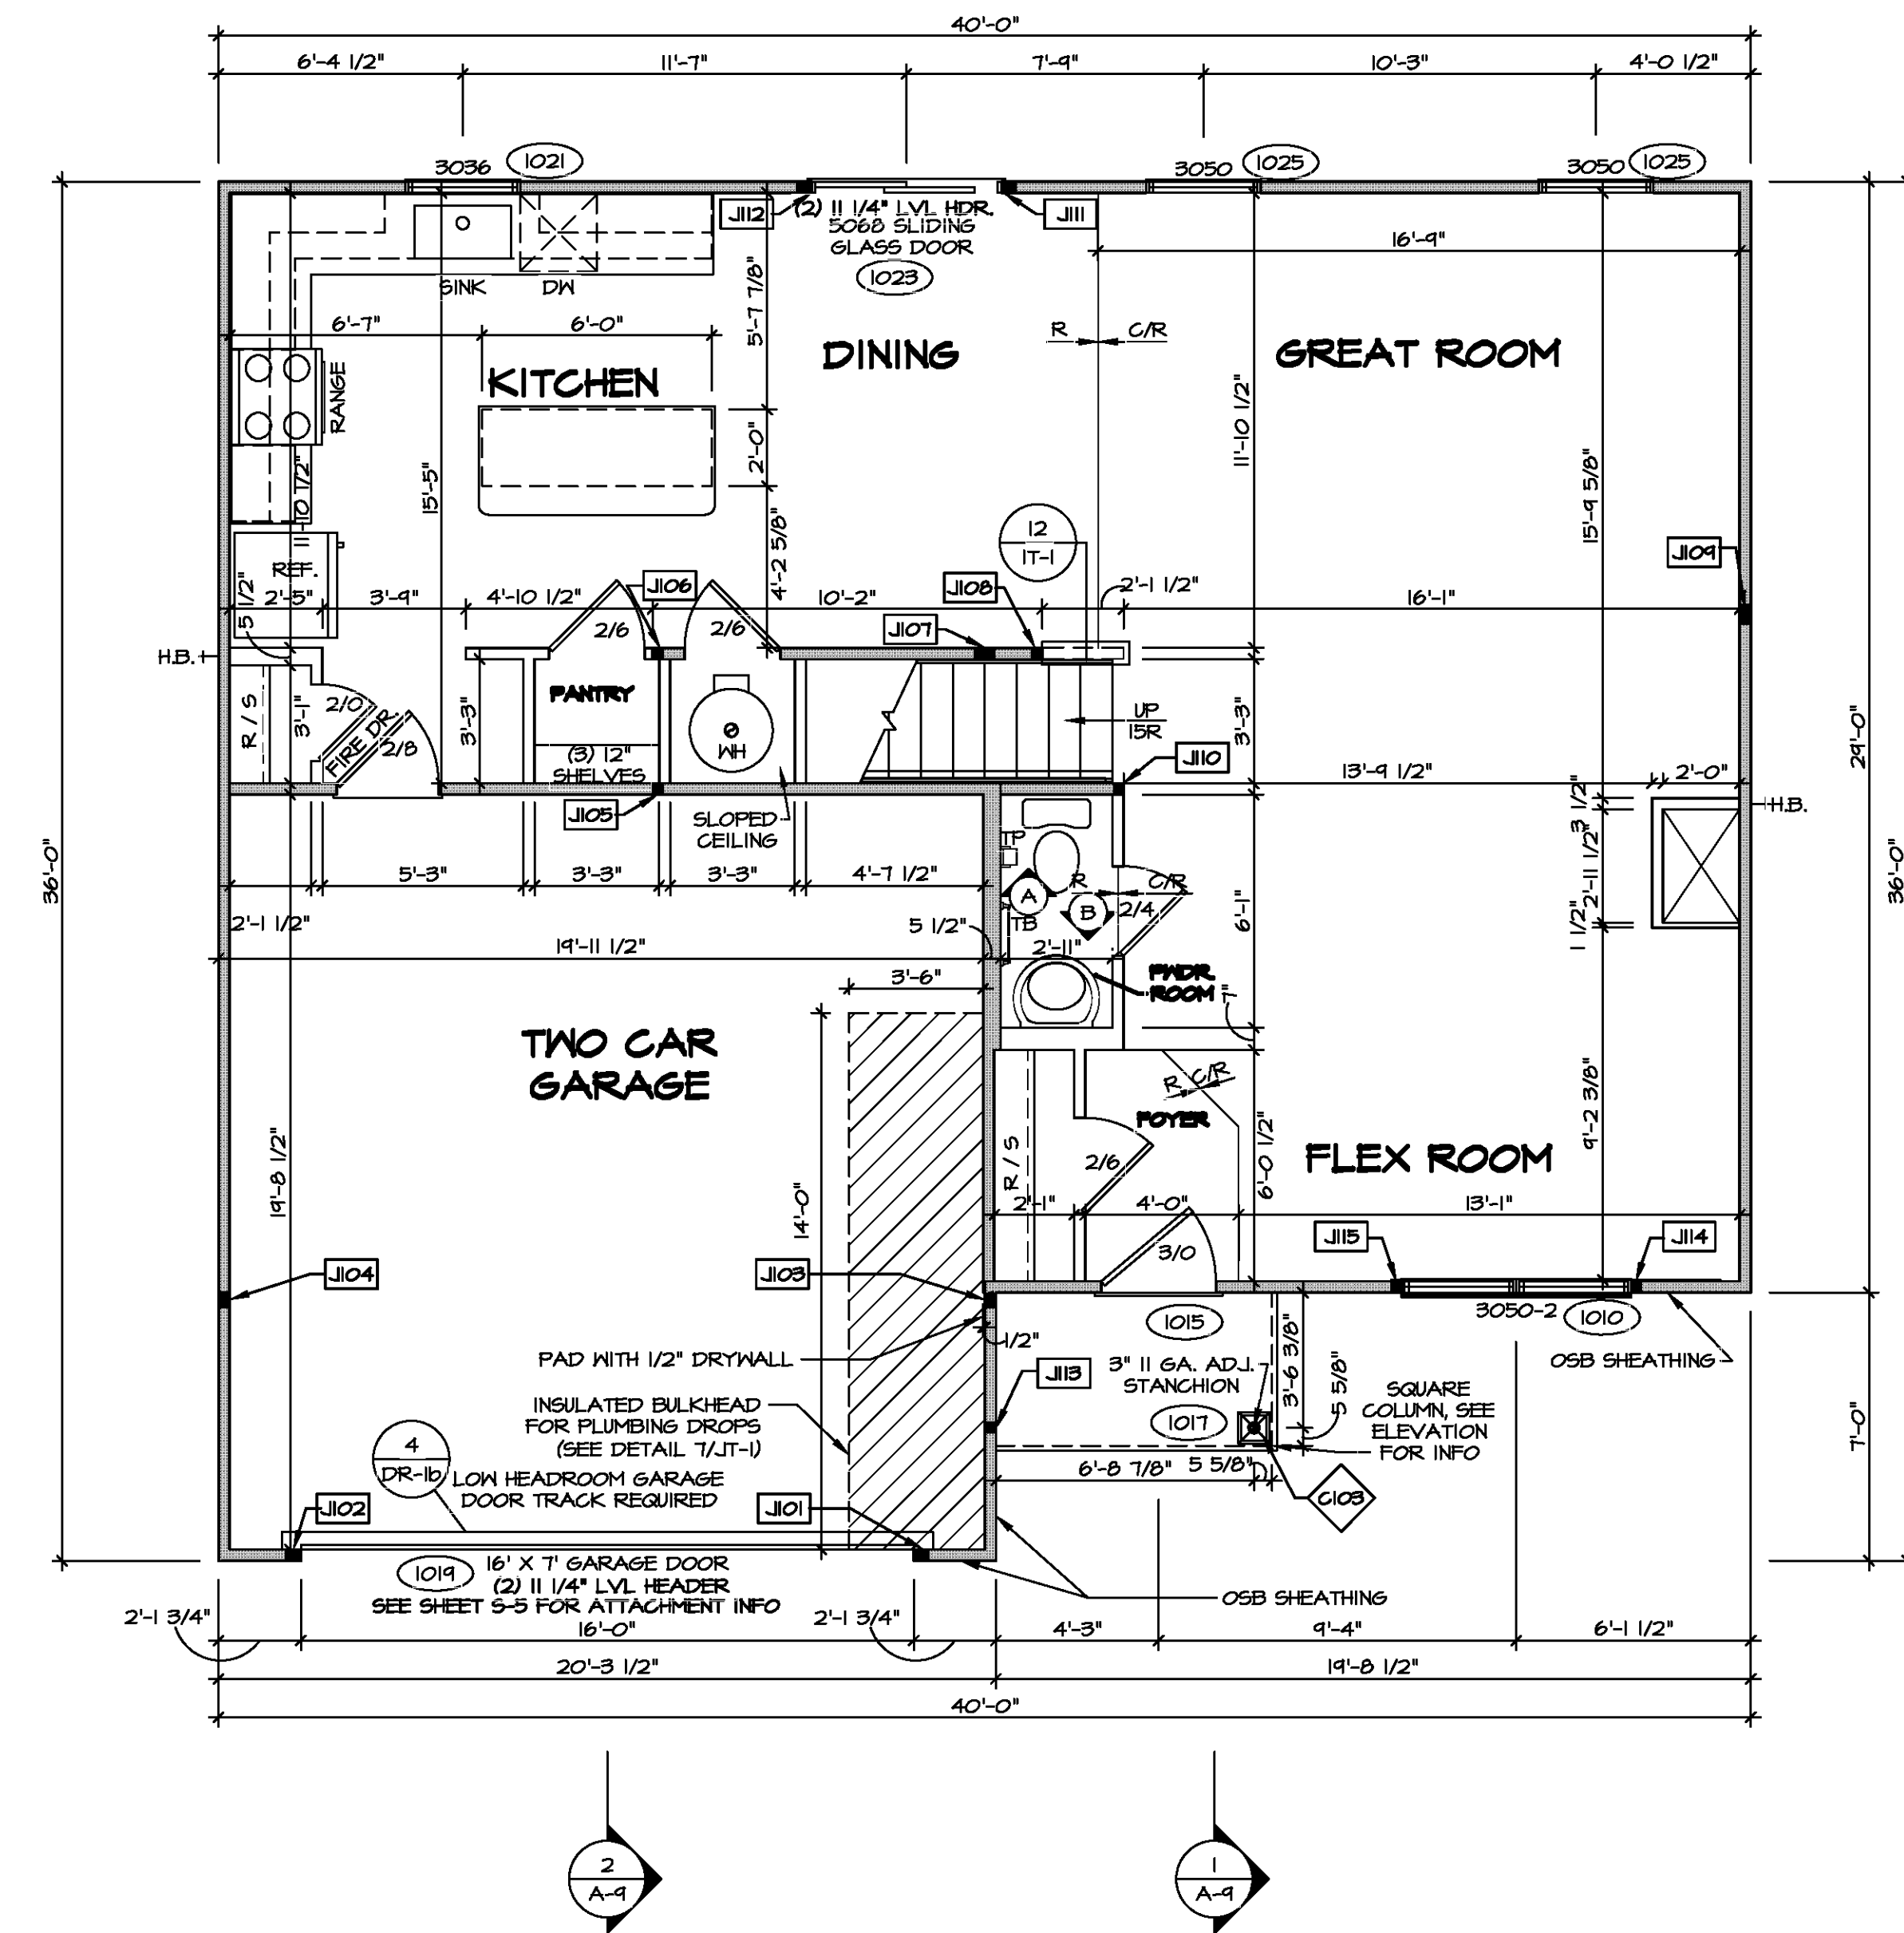 40'-0"
6'-4 1/2" 11'-7" 7'-9" 10'-3" 4'-0 1/2"
3036 1021 3050 1025 3050 1025
J112 (2) 11 1/4" LVL HDR. J111
5068 SLIDING
GLASS DOOR
1023
16'-9"
SINK DW
6'-7" 6'-0" 5'-7 7/8"
R C/R
KITCHEN DINING GREAT ROOM
RANGE
11'-10 1/2" 15'-5" 2'-0" 11'-10 1/2" 15'-9 5/8"
12
1T-1
J109
REF.
4'-2 5/8"
J106 J108 2'-1 1/2"
5 1/2" 2'-5" 3'-9" 4'-10 1/2" 10'-2" 16'-1"
2/6 2/6 J107
H.B.
R / S 3'-1" 2/0 FIRE DR. 2/8 3'-3"
PANTRY
WH
UP
15R
3'-3"
29'-0"
(3) 12"
SHELVES
J110
13'-9 1/2" 2'-0"
J105
SLOPED
CEILING
H.B.
36'-0" 36'-0"
TP
3 1/2"
2'-11 1/2"
1 1/2"
5'-3" 3'-3" 3'-3" 4'-7 1/2"
A R C/R
B 2/4
TB
6'-1"
2'-1 1/2" 5 1/2"
19'-11 1/2" 2'-11"
3'-6"
PWDR.
ROOM
7"
TWO CAR
GARAGE
R C/R
FOYER
19'-8 1/2" 14'-0" R / S 2/6 6'-0 1/2" 9'-2 3/8"
FLEX ROOM
2'-1" 4'-0" 13'-1"
J115 J114
3/0
J104 J103
3050-2 1010
1015
1/2"
PAD WITH 1/2" DRYWALL
OSB SHEATHING
J113
3" 11 GA. ADJ.
STANCHION
3'-6 3/8"
5 5/8"
SQUARE
COLUMN, SEE
ELEVATION
FOR INFO
INSULATED BULKHEAD
FOR PLUMBING DROPS
(SEE DETAIL 7/JT-1)
1017
4
DR-1b
LOW HEADROOM GARAGE
DOOR TRACK REQUIRED
6'-8 7/8" 5 5/8"
C103
7'-0"
J102 J101
1019 16' X 7' GARAGE DOOR
(2) 11 1/4" LVL HEADER
SEE SHEET S-5 FOR ATTACHMENT INFO
OSB SHEATHING
2'-1 3/4" 16'-0" 2'-1 3/4" 4'-3" 9'-4" 6'-1 1/2"
20'-3 1/2" 19'-8 1/2"
40'-0"
2
A-9
1
A-9